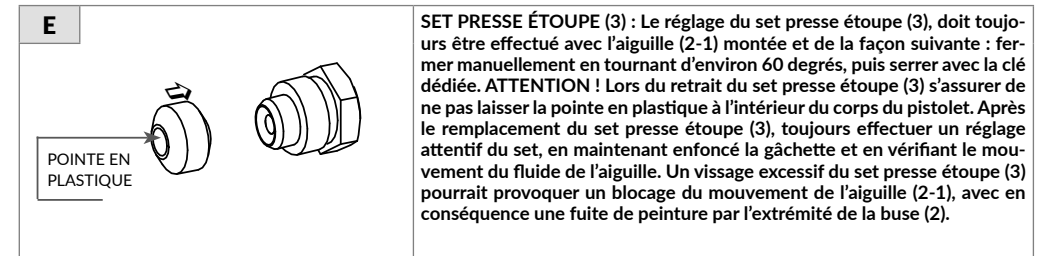 E
POINTE EN
PLASTIQUE
SET PRESSE ÉTOUPE (3) : Le réglage du set presse étoupe (3), doit toujo-
urs être effectué avec l'aiguille (2-1) montée et de la façon suivante : fer-
mer manuellement en tournant d'environ 60 degrés, puis serrer avec la clé
dédiée. ATTENTION ! Lors du retrait du set presse étoupe (3) s'assurer de
ne pas laisser la pointe en plastique à l'intérieur du corps du pistolet. Après
le remplacement du set presse étoupe (3), toujours effectuer un réglage
attentif du set, en maintenant enfoncé la gâchette et en vérifiant le mou-
vement du fluide de l'aiguille. Un vissage excessif du set presse étoupe (3)
pourrait provoquer un blocage du mouvement de l'aiguille (2-1), avec en
conséquence une fuite de peinture par l'extrémité de la buse (2).